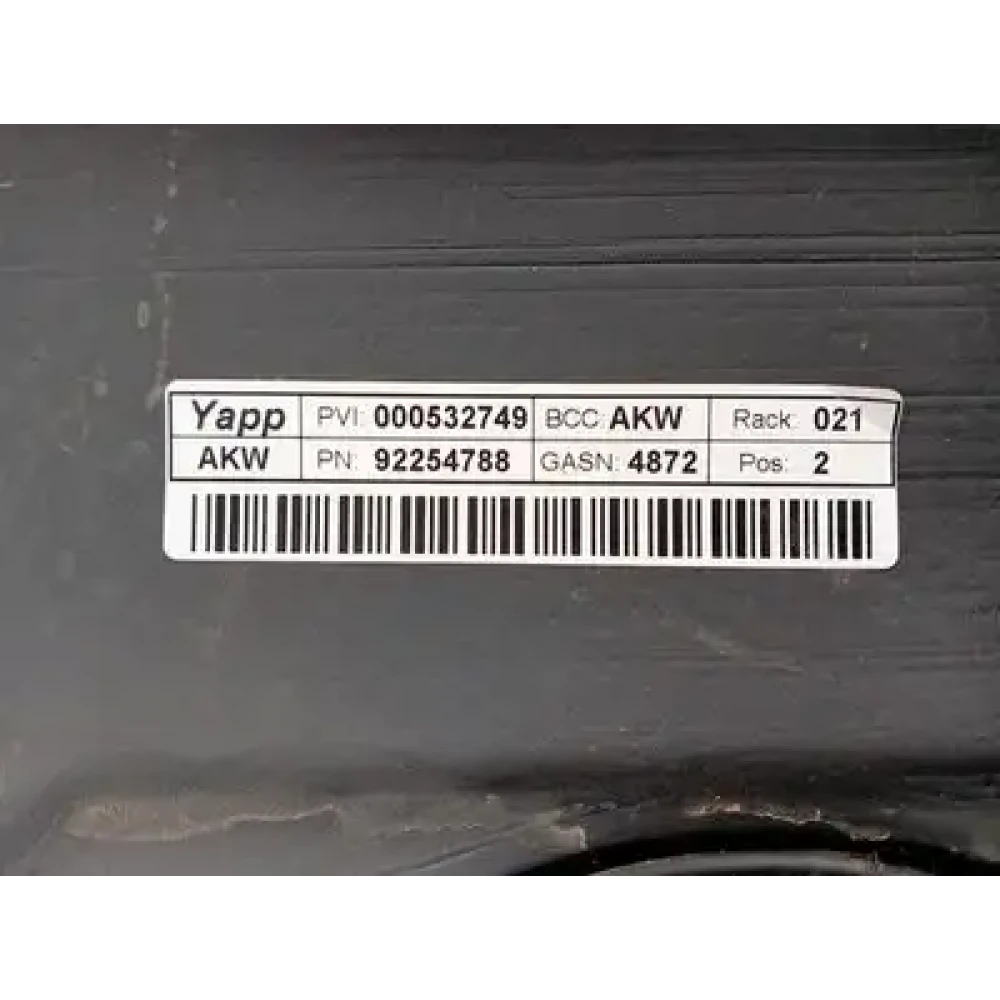 Yapp PVI: 000532749 BCC: AKW Rack: 021
AKW PN: 92254788 GASN: 4872 Pos: 2